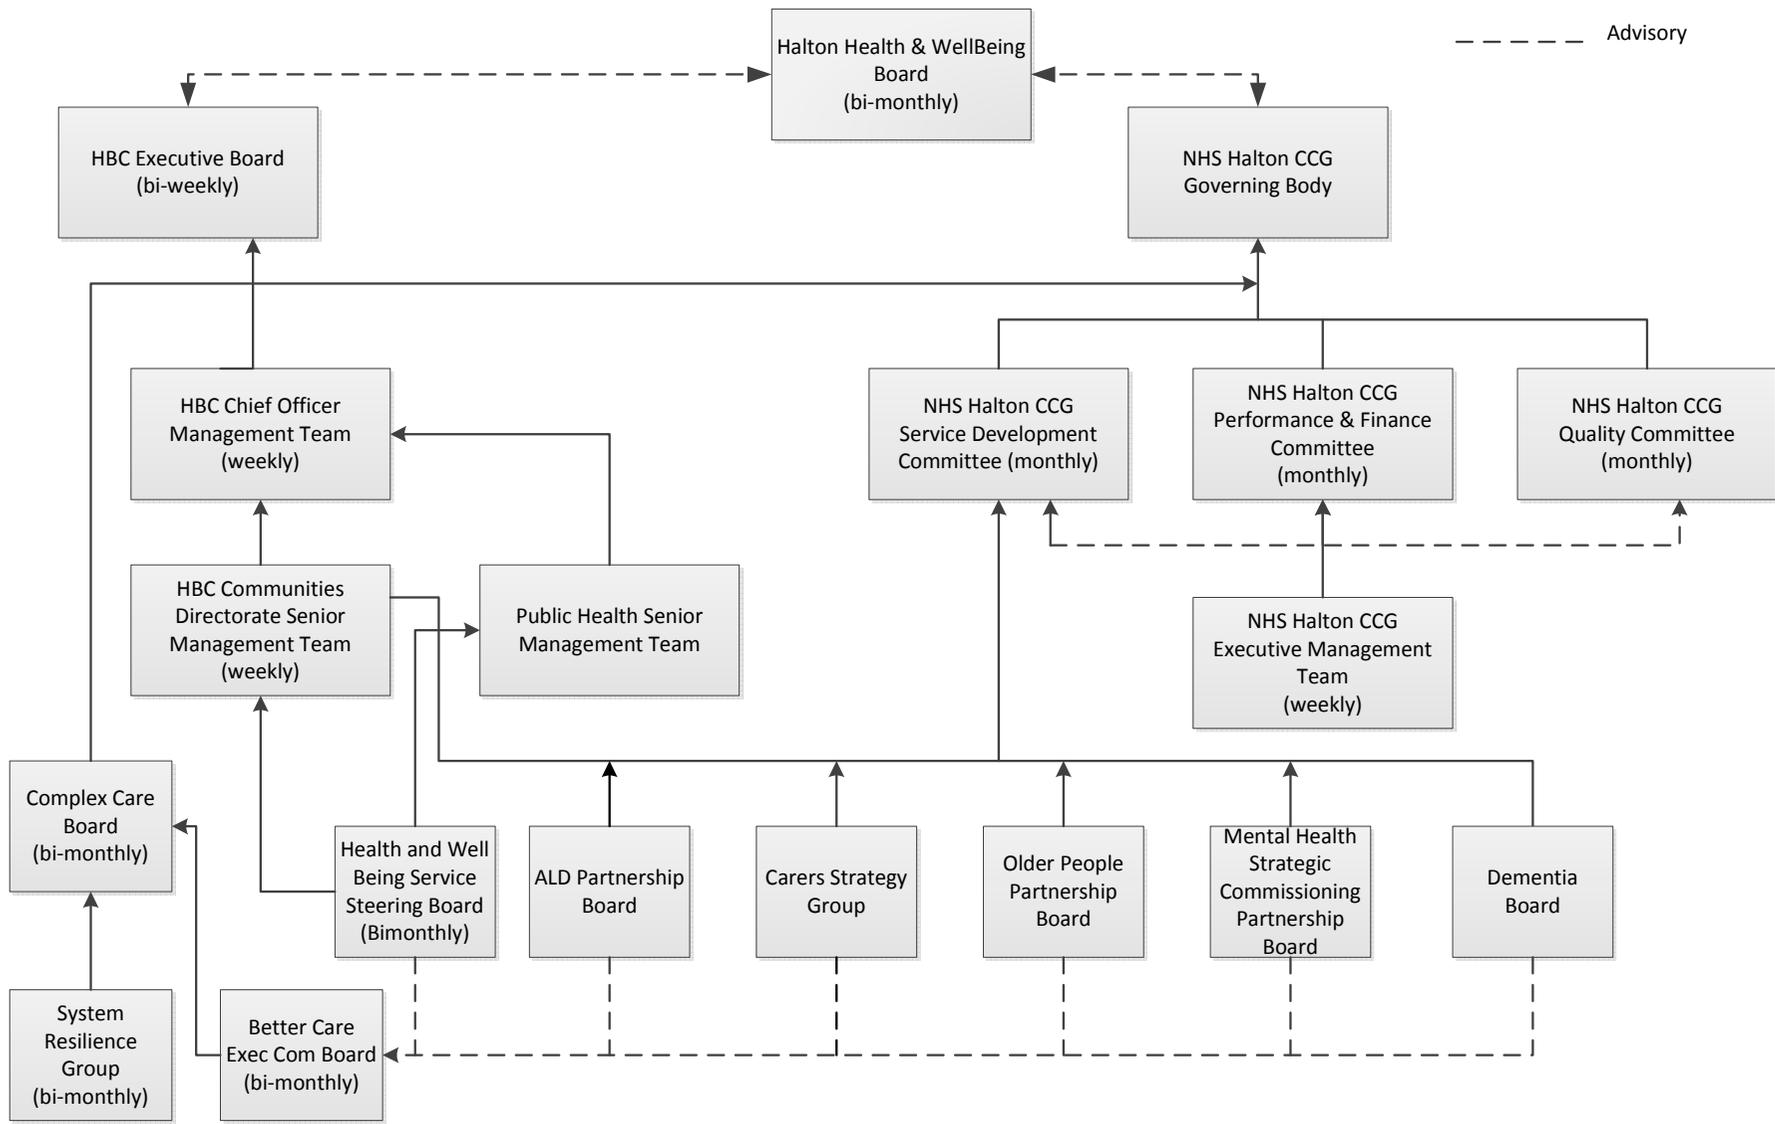 Halton Health & WellBeing
Board
(bi-monthly)
Advisory
HBC Executive Board
(bi-weekly)
NHS Halton CCG
Governing Body
HBC Chief Officer
Management Team
(weekly)
NHS Halton CCG
Service Development
Committee (monthly)
NHS Halton CCG
Performance & Finance
Committee
(monthly)
NHS Halton CCG
Quality Committee
(monthly)
HBC Communities
Directorate Senior
Management Team
(weekly)
Public Health Senior
Management Team
NHS Halton CCG
Executive Management
Team
(weekly)
Complex Care
Board
(bi-monthly)
Health and Well
Being Service
Steering Board
(Bimonthly)
ALD Partnership
Board
Carers Strategy
Group
Older People
Partnership
Board
Mental Health
Strategic
Commissioning
Partnership
Board
Dementia
Board
System
Resilience
Group
(bi-monthly)
Better Care
Exec Com Board
(bi-monthly)